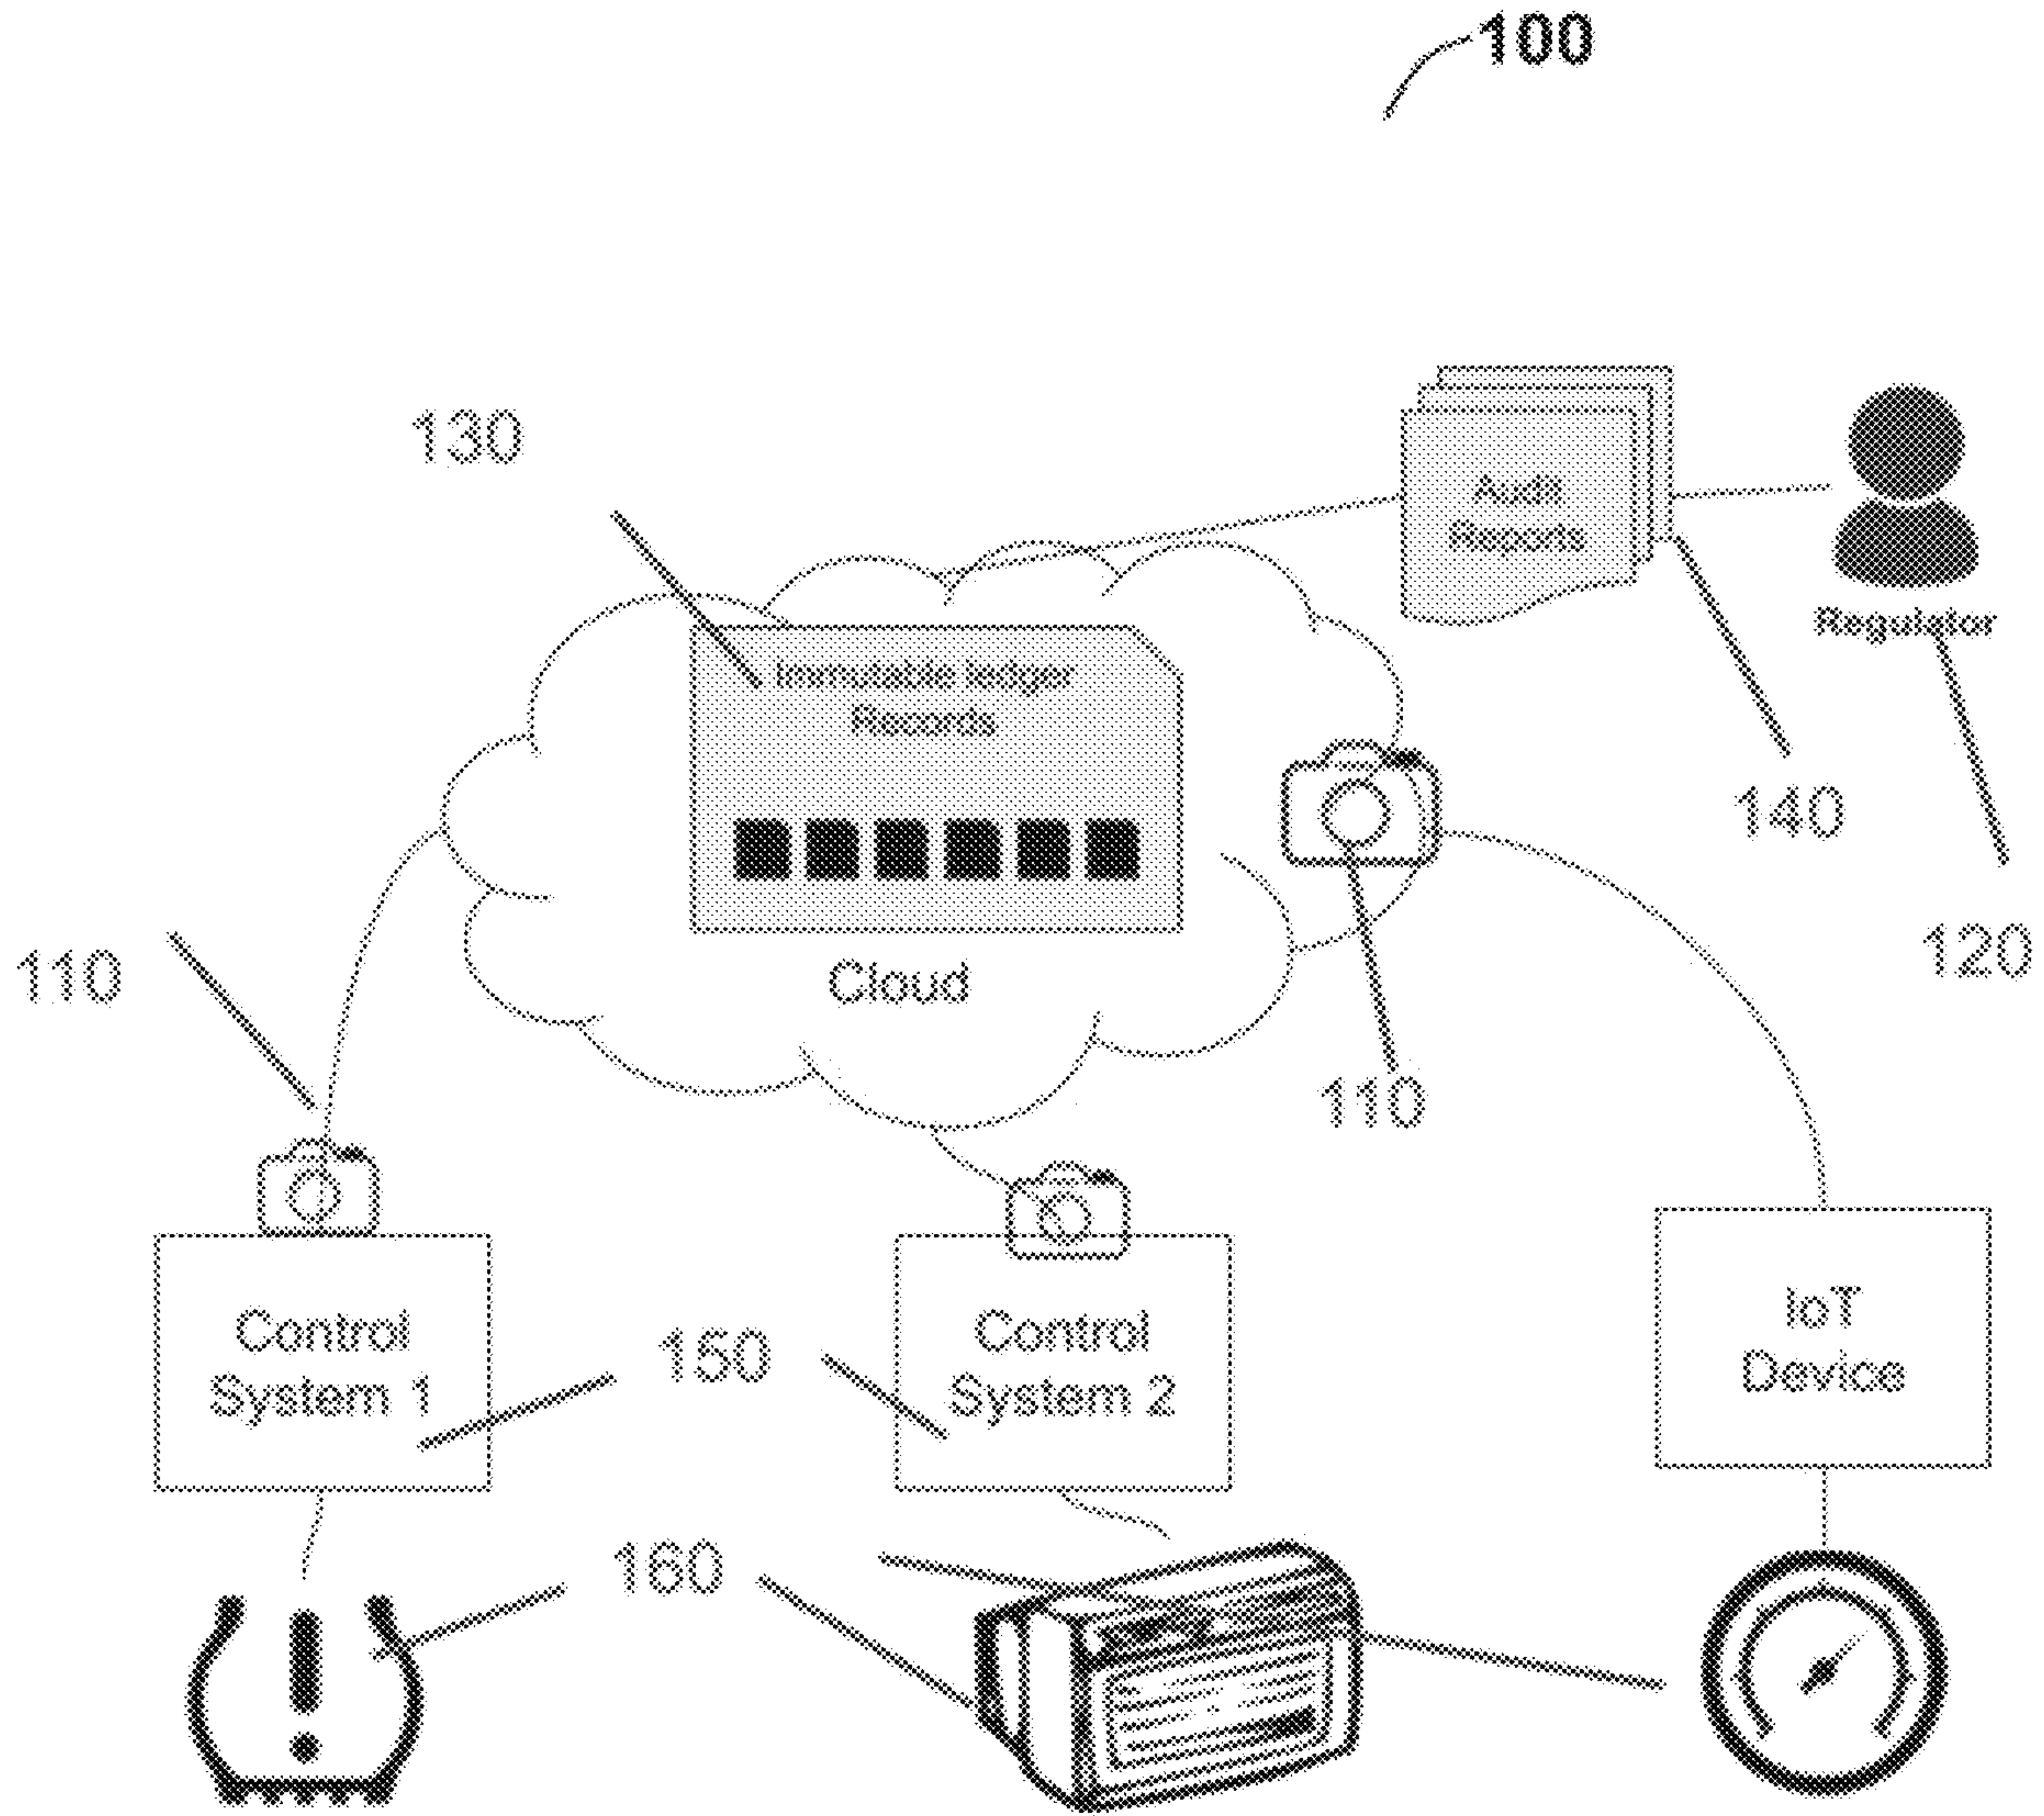 100
130
Audit
Reports
Regulator
Immutable ledger
Records
140
120
110
Cloud
110
Control
System 1
150
Control
System 2
IoT
Device
160